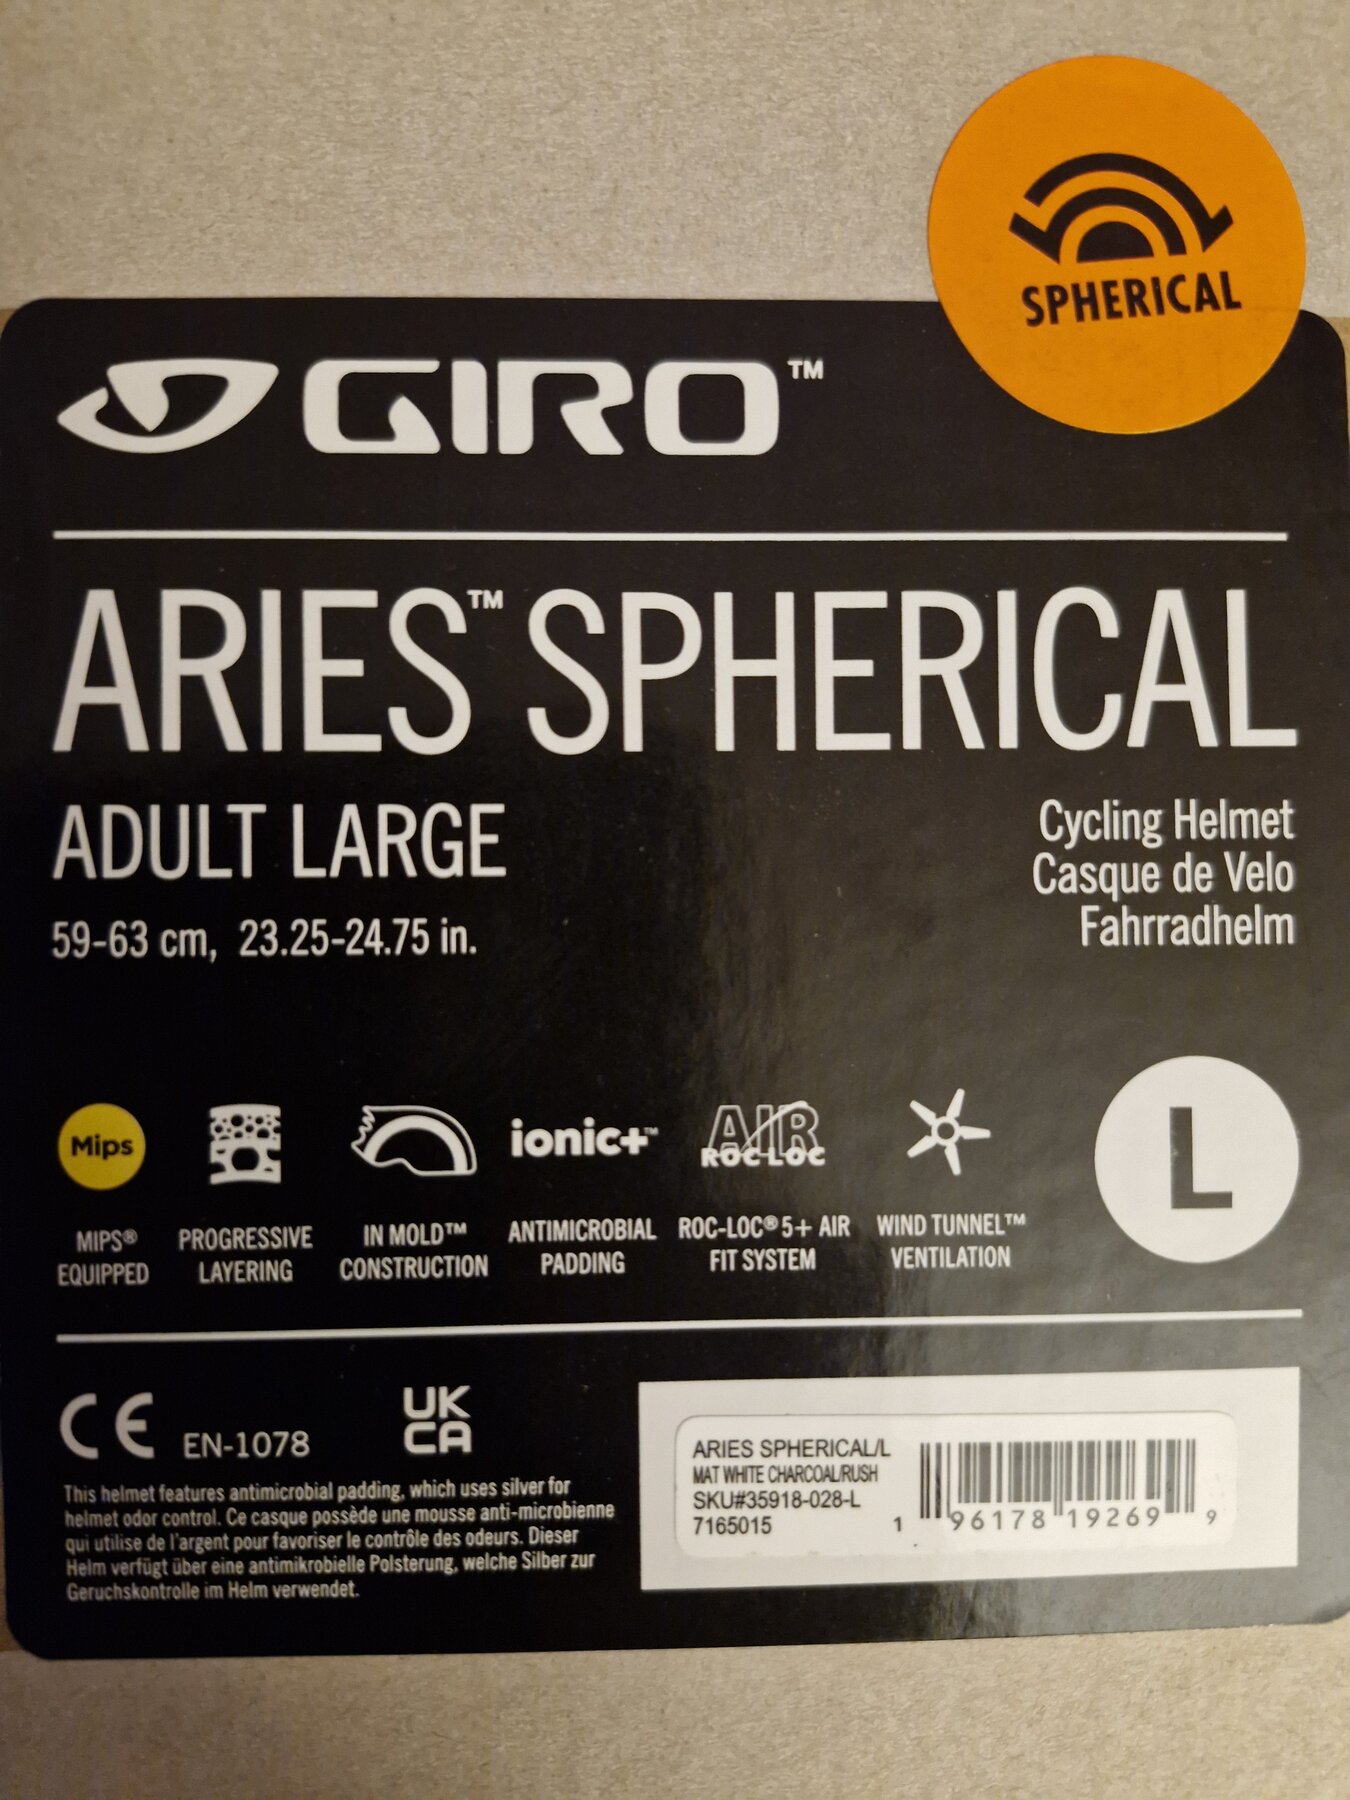 SPHERICAL
GIRO™
ARIES™ SPHERICAL
ADULT LARGE
59-63 cm, 23.25-24.75 in.
Cycling Helmet
Casque de Velo
Fahrradhelm
Mips
MIPS®
EQUIPPED
PROGRESSIVE
LAYERING
IN MOLD™
CONSTRUCTION
ionic+™
ANTIMICROBIAL
PADDING
AIR
ROC LOC
ROC-LOC® 5+ AIR
FIT SYSTEM
WIND TUNNEL™
VENTILATION
L
CE EN-1078
UK
CA
This helmet features antimicrobial padding, which uses silver for
helmet odor control. Ce casque possède une mousse anti-microbienne
qui utilise de l'argent pour favoriser le contrôle des odeurs. Dieser
Helm verfügt über eine antimikrobielle Polsterung, welche Silber zur
Geruchskontrolle im Helm verwendet.
ARIES SPHERICAL/L
MAT WHITE CHARCOAL/RUSH
SKU#35918-028-L
7165015
1 96178 19269 9